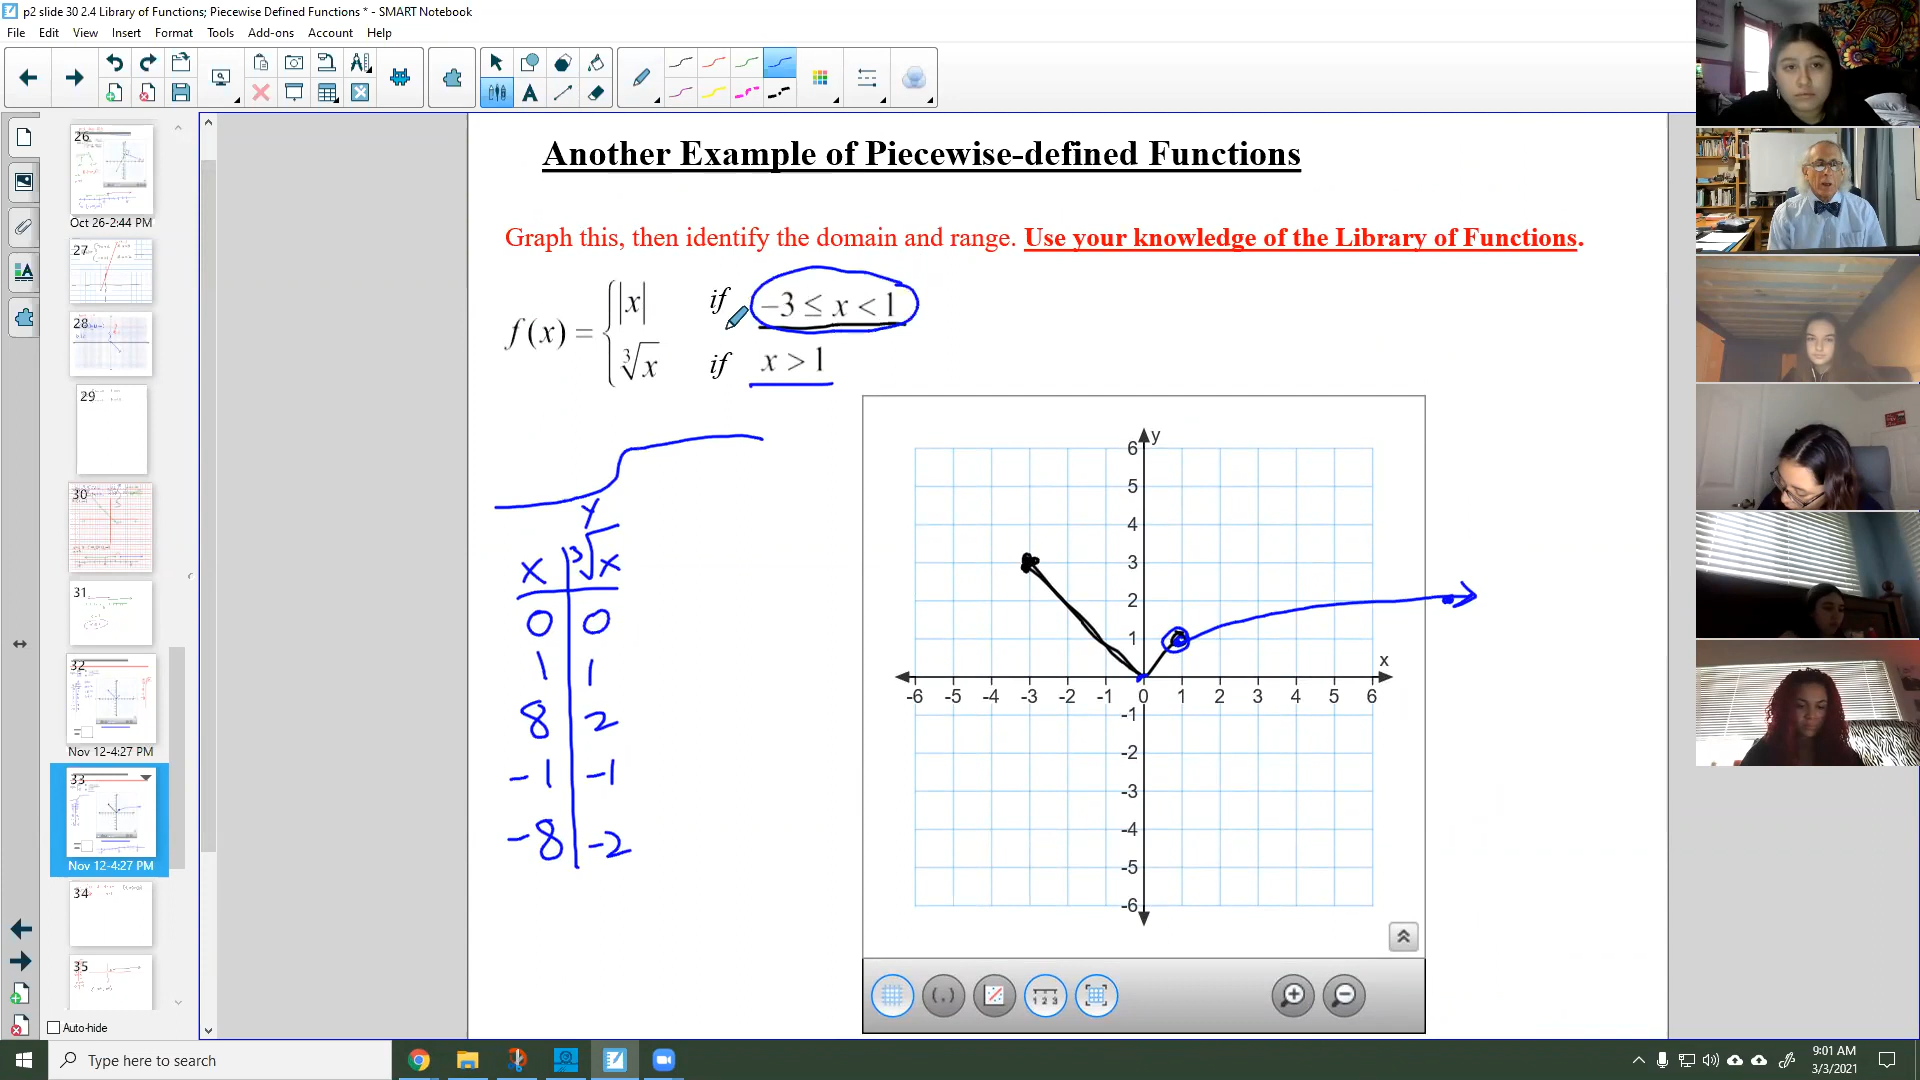 p2 slide 30 2.4 Library of Functions; Piecewise Defined Functions * - SMART Notebook
File Edit View Insert Format Tools Add-ons Account Help
Another Example of Piecewise-defined Functions
Graph this, then identify the domain and range. Use your knowledge of the Library of Functions.
f(x) = { |x| if -3 ≤ x < 1
∛x if x > 1
y
x ∛x
0 0
1 1
8 2
-1 -1
-8 -2
y
6
5
4
3
2
1
x
-6 -5 -4 -3 -2 -1 0 1 2 3 4 5 6
-1
-2
-3
-4
-5
-6
1 2 3
26
Oct 26-2:44 PM
27
28
29
30
31
32
Nov 12-4:27 PM
33
Nov 12-4:27 PM
34
35
Auto-hide
Type here to search
9:01 AM
3/3/2021